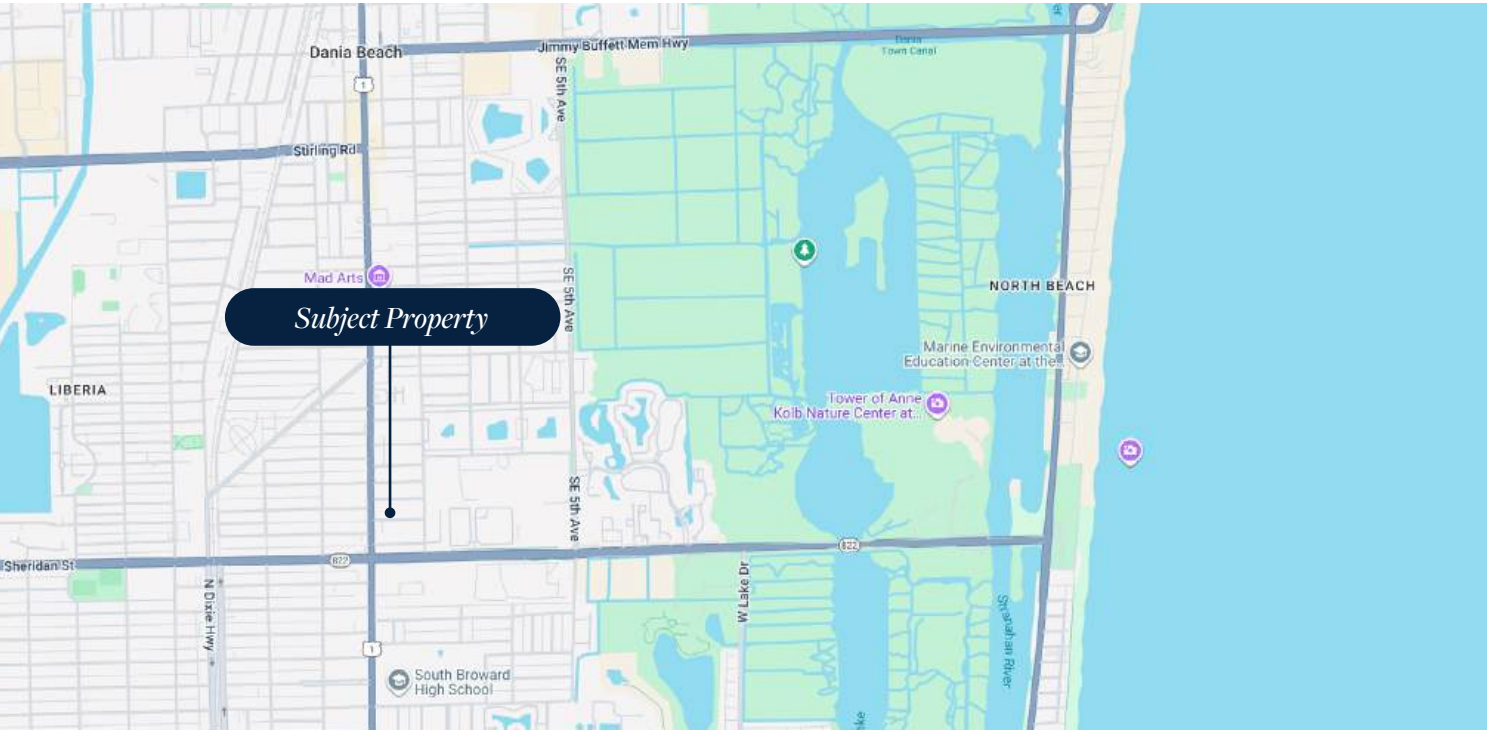 Dania Beach
Jimmy Buffett Mem Hwy
Dania
Town Canal
1
SE 5th Ave
Stirling Rd
Mad Arts
SE 5th Ave
NORTH BEACH
Subject Property
Marine Environmental
Education Center at the...
LIBERIA
Tower of Anne
Kolb Nature Center at...
SE 5th Ave
822
822
Sheridan St
N Dixie Hwy
W Lake Dr
Stranahan River
1
South Broward
High School